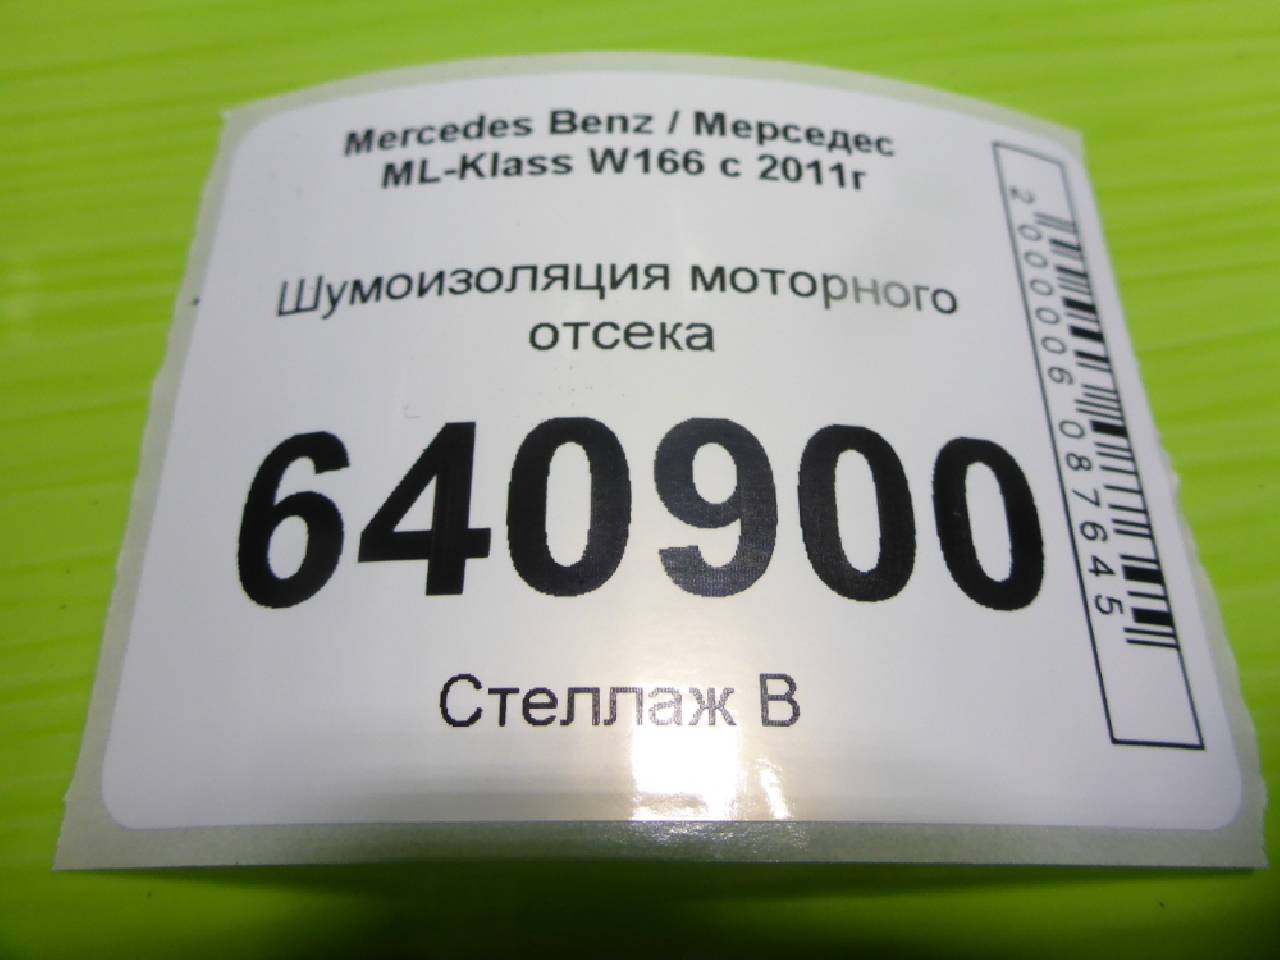 Mercedes Benz / Мерседес
ML-Klass W166 с 2011г
Шумоизоляция моторного
отсека
640900
Стеллаж В
2000006087645